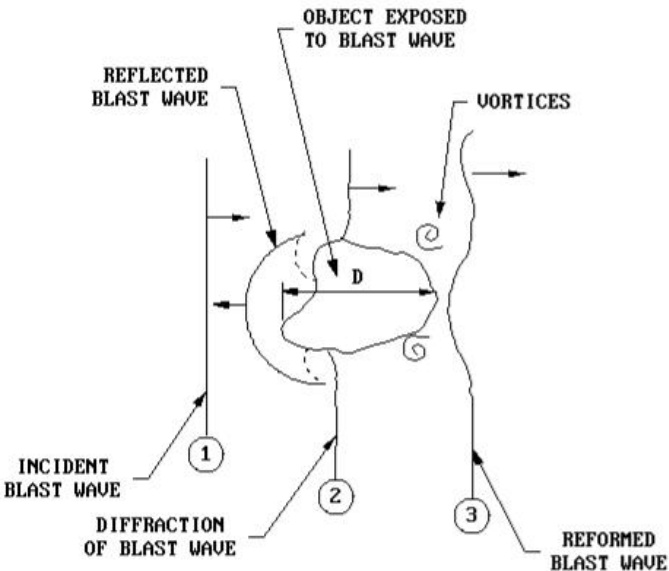 OBJECT EXPOSED
TO BLAST WAVE
REFLECTED
BLAST WAVE
VORTICES
D
1
INCIDENT
BLAST WAVE
2
3
DIFFRACTION
OF BLAST WAVE
REFORMED
BLAST WAVE